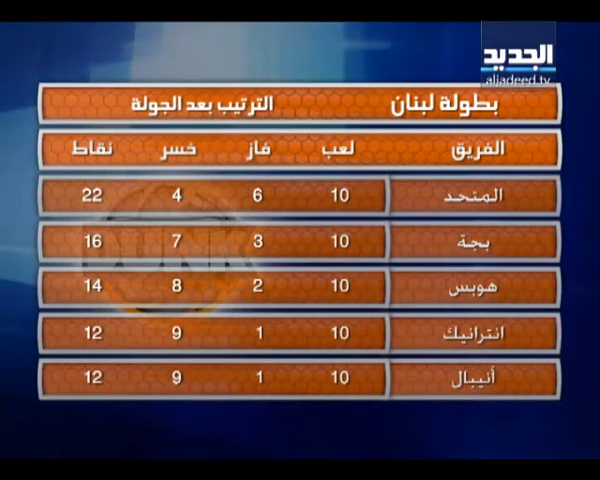 الجديد
aljadeed.tv
بطولة لبنان الترتيب بعد الجولة
الفريق لعب فاز خسر نقاط
المتحد 10 6 4 22
بجة 10 3 7 16
هوبس 10 2 8 14
انترانيك 10 1 9 12
أنيبال 10 1 9 12
DUNK